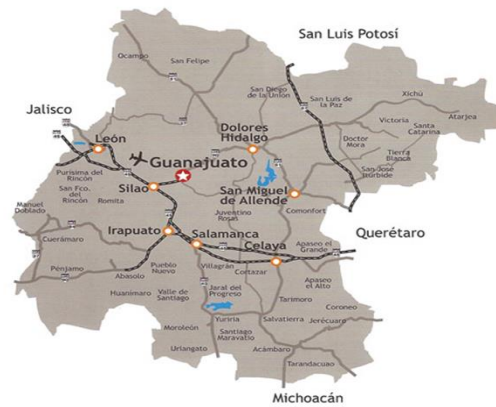 San Luis Potosí
Ocampo
San Felipe
San Diego
de la Unión
San Luis de
la Paz
Xichú
Atarjea
Victoria
Santa
Catarina
Jalisco
León
Dolores
Hidalgo
Doctor
Mora
Tierra
Blanca
Guanajuato
San José
Iturbide
Purisima del
Rincón
San Fco.
del
Rincón
Silao
Romita
San Miguel
de Allende
Manuel
Doblado
Juventino
Rosas
Comonfort
Irapuato
Salamanca
Querétaro
Cuerámaro
Celaya
Apaseo el
Grande
Pénjamo
Abasolo
Pueblo
Nuevo
Villagrán
Cortazar
Apaseo
el Alto
Huanimaro
Valle de
Santiago
Jaral del
Progreso
Tarimoro
Coroneo
Yuriria
Salvatierra
Jerécuaro
Moroleón
Santiago
Maravatio
Uriangato
Acámbaro
Tarandacuao
Michoacán